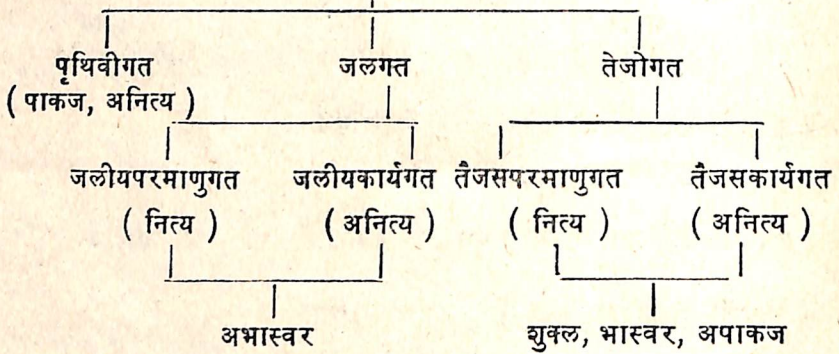 पृथिवीगत जलगत तेजोगत
( पाकज, अनित्य )
जलीयपरमाणुगत जलीयकार्यगत तैजसपरमाणुगत तैजसकार्यगत
( नित्य ) ( अनित्य ) ( नित्य ) ( अनित्य )
अभास्वर शुक्ल, भास्वर, अपाकज